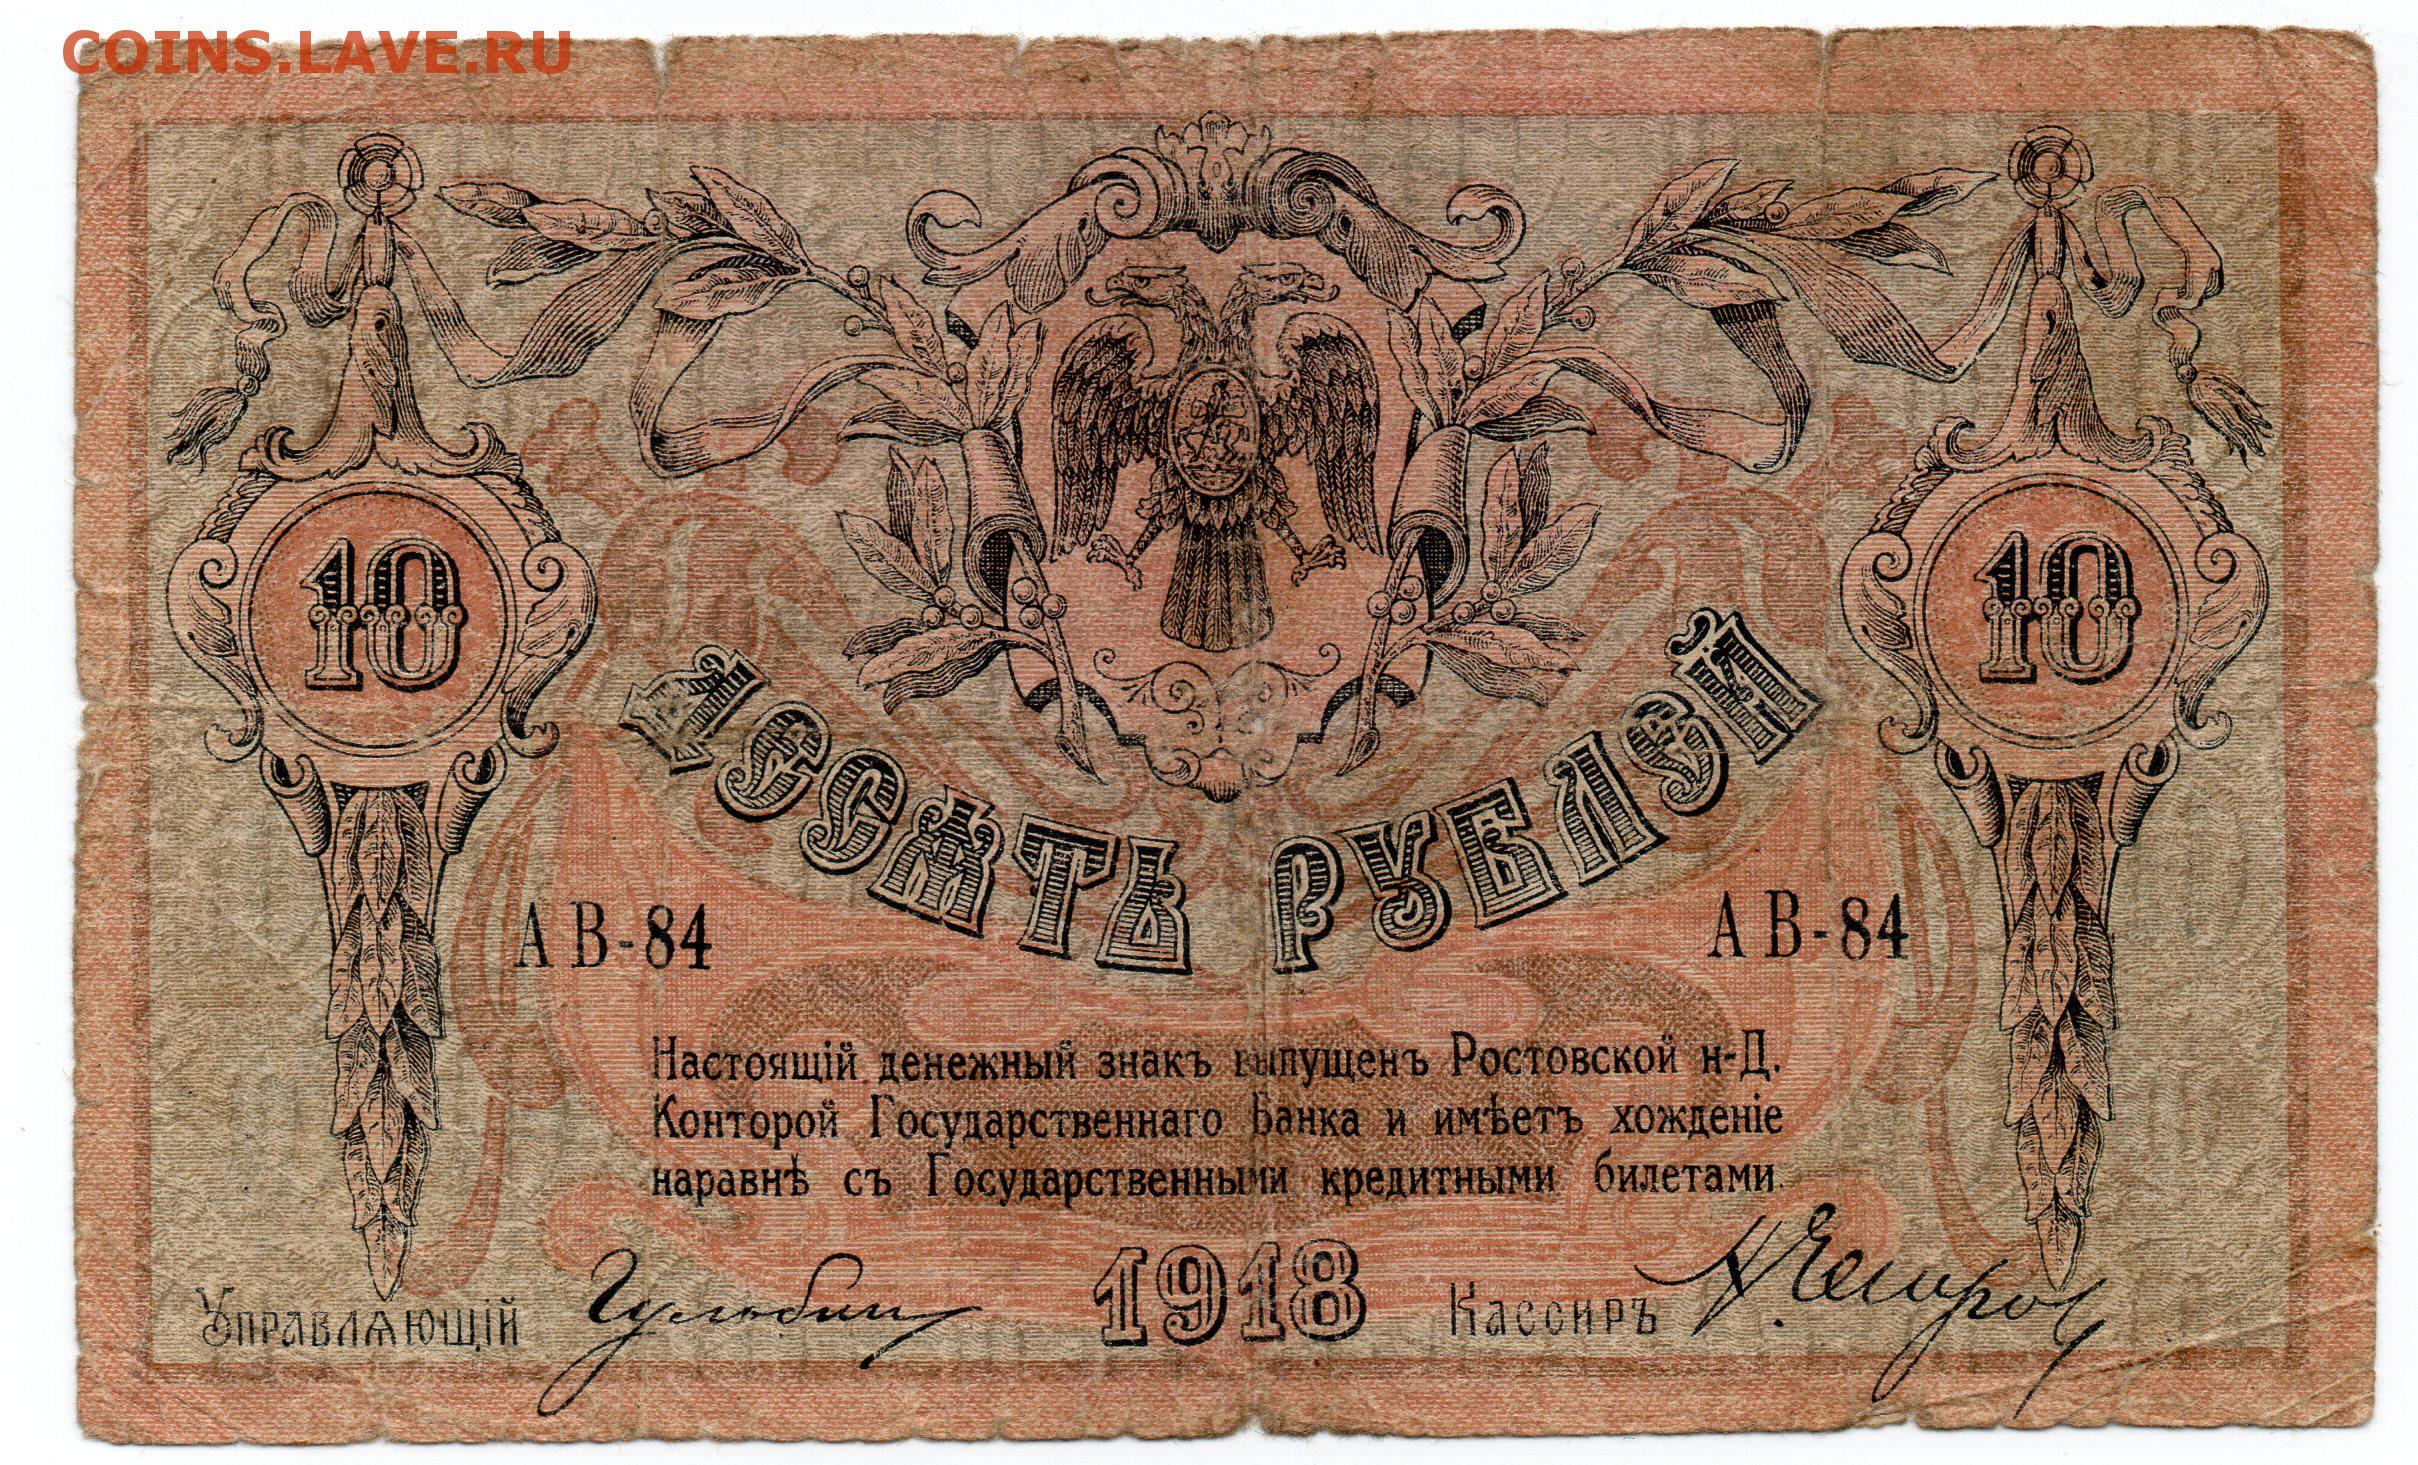 COINS.LAVE.RU
10 10
ДЕСЯТЬ РУБЛЕЙ
АВ-84 АВ-84
Настоящій денежный знакъ выпущенъ Ростовской н-Д.
Конторой Государственнаго Банка и имѣетъ хожденіе
наравнѣ съ Государственными кредитными билетами.
Управляющій 1918 Кассиръ